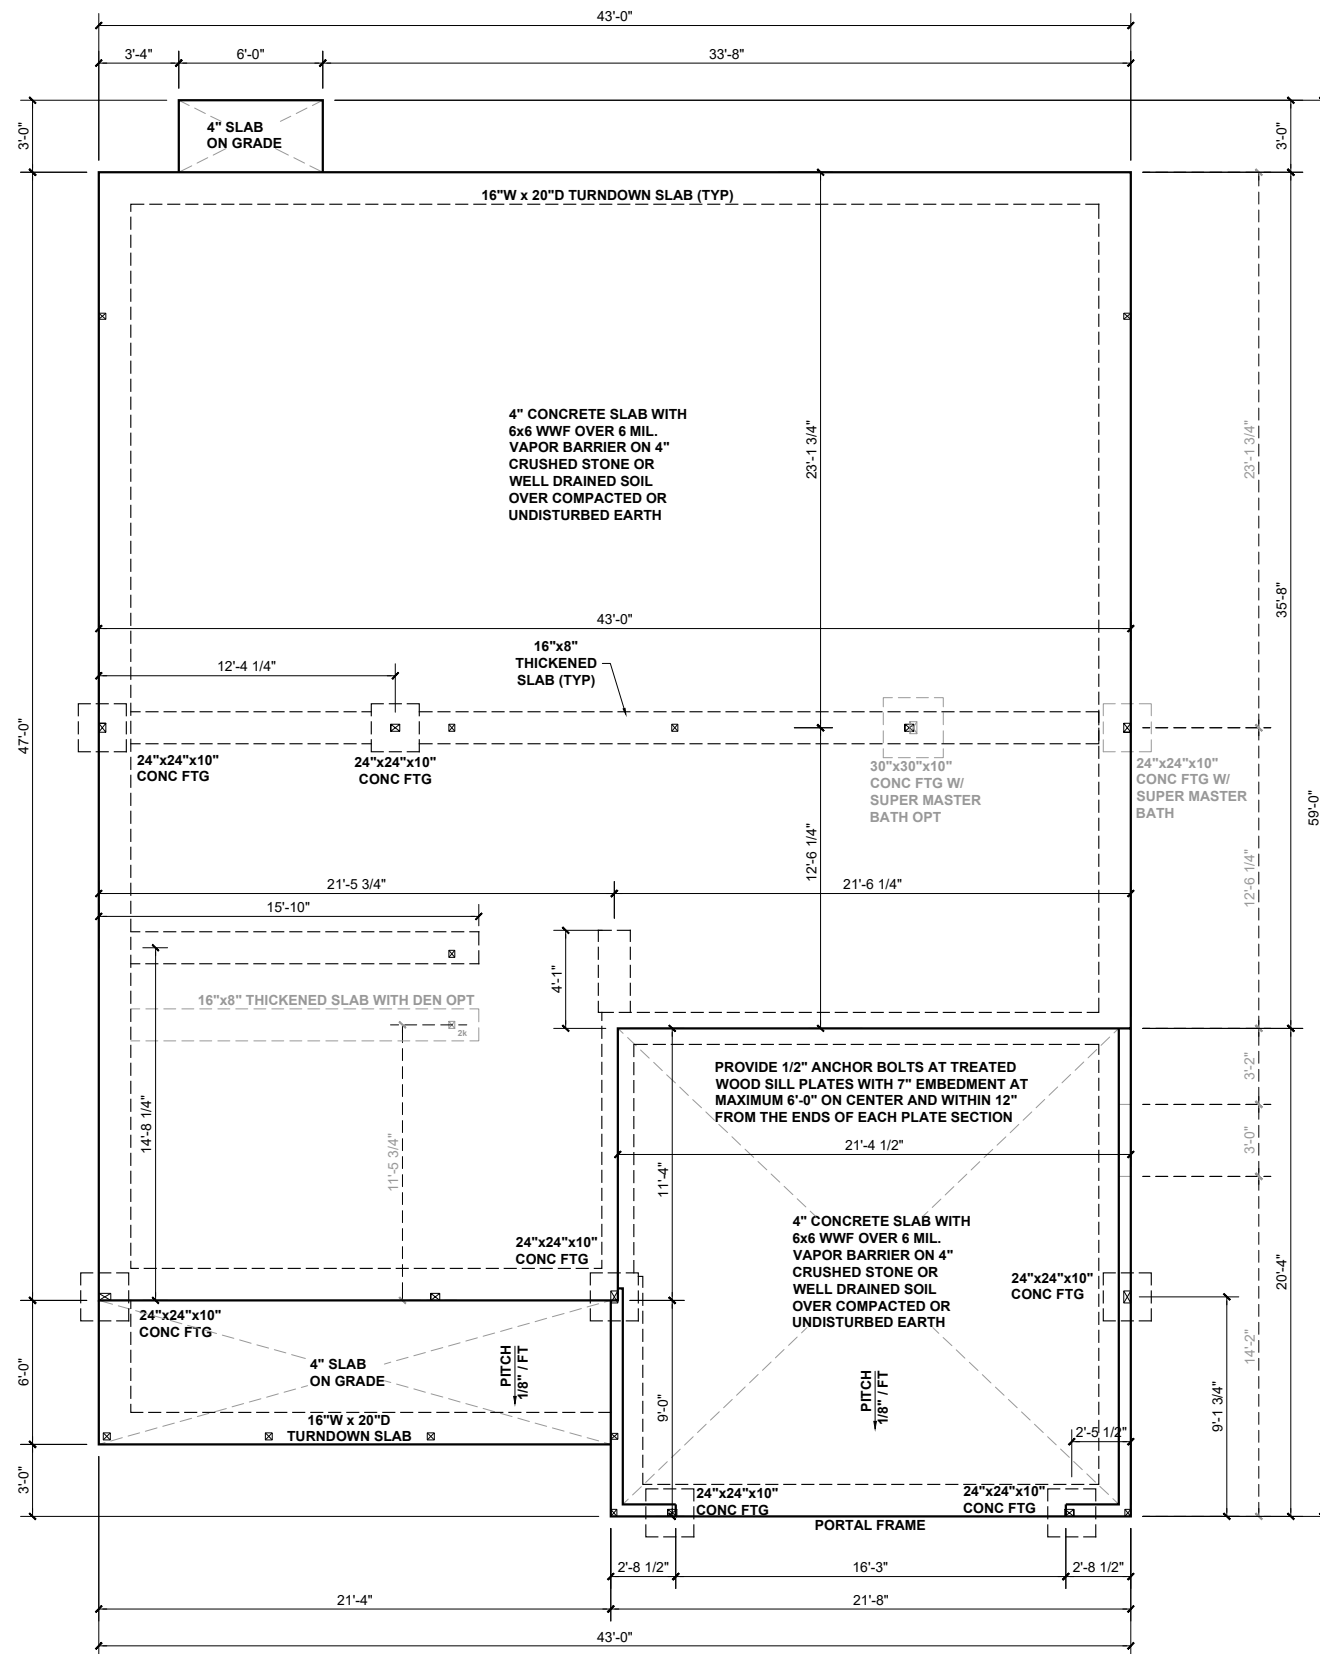 43'-0"
3'-4"
6'-0"
33'-8"
3'-0"
4" SLAB
ON GRADE
3'-0"
16"W x 20"D TURNDOWN SLAB (TYP)
4" CONCRETE SLAB WITH
6x6 WWF OVER 6 MIL.
VAPOR BARRIER ON 4"
CRUSHED STONE OR
WELL DRAINED SOIL
OVER COMPACTED OR
UNDISTURBED EARTH
23'-1 3/4"
23'-1 3/4"
35'-8"
43'-0"
12'-4 1/4"
16"x8"
THICKENED
SLAB (TYP)
47'-0"
24"x24"x10"
CONC FTG
24"x24"x10"
CONC FTG
30"x30"x10"
CONC FTG W/
SUPER MASTER
BATH OPT
24"x24"x10"
CONC FTG W/
SUPER MASTER
BATH
59'-0"
12'-6 1/4"
12'-6 1/4"
21'-5 3/4"
21'-6 1/4"
15'-10"
4'-1"
16"x8" THICKENED SLAB WITH DEN OPT
2k
14'-8 1/4"
11'-5 3/4"
PROVIDE 1/2" ANCHOR BOLTS AT TREATED
WOOD SILL PLATES WITH 7" EMBEDMENT AT
MAXIMUM 6'-0" ON CENTER AND WITHIN 12"
FROM THE ENDS OF EACH PLATE SECTION
3'-2"
21'-4 1/2"
3'-0"
11'-4"
4" CONCRETE SLAB WITH
6x6 WWF OVER 6 MIL.
VAPOR BARRIER ON 4"
CRUSHED STONE OR
WELL DRAINED SOIL
OVER COMPACTED OR
UNDISTURBED EARTH
24"x24"x10"
CONC FTG
24"x24"x10"
CONC FTG
20'-4"
24"x24"x10"
CONC FTG
14'-2"
6'-0"
4" SLAB
ON GRADE
PITCH
1/8" / FT
PITCH
1/8" / FT
9'-0"
9'-1 3/4"
16"W x 20"D
TURNDOWN SLAB
2'-5 1/2"
3'-0"
24"x24"x10"
CONC FTG
24"x24"x10"
CONC FTG
PORTAL FRAME
2'-8 1/2"
16'-3"
2'-8 1/2"
21'-4"
21'-8"
43'-0"